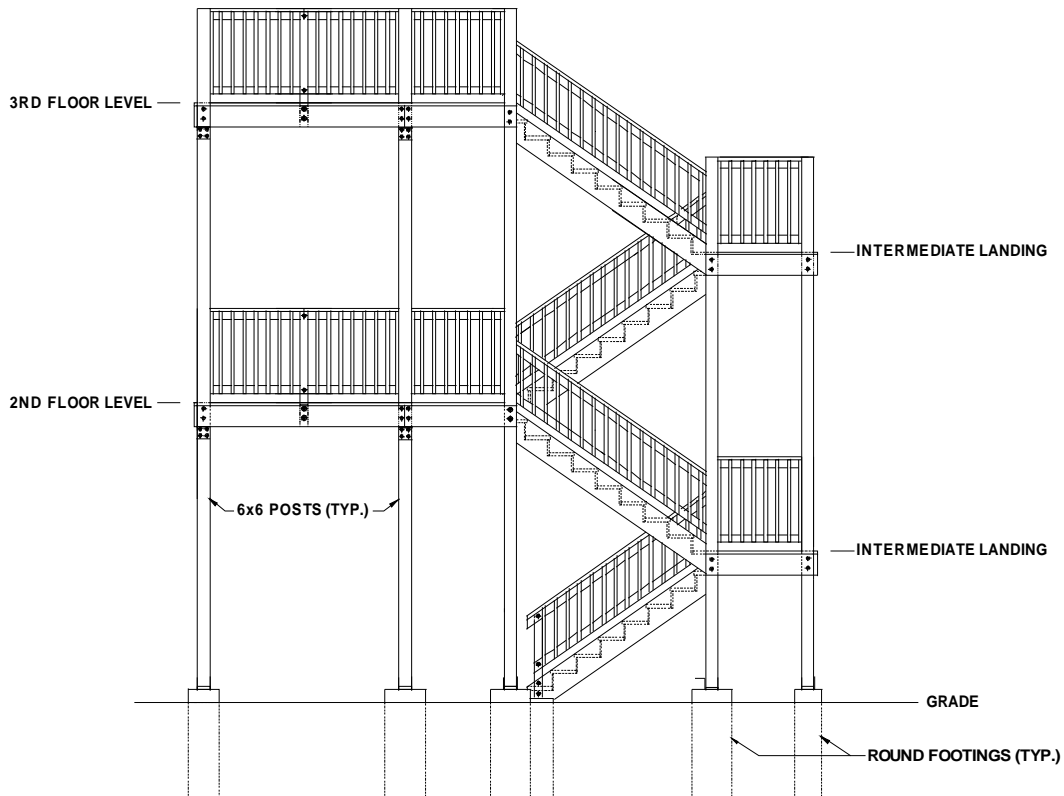 3RD FLOOR LEVEL
INTERMEDIATE LANDING
2ND FLOOR LEVEL
6x6 POSTS (TYP.)
INTERMEDIATE LANDING
GRADE
ROUND FOOTINGS (TYP.)